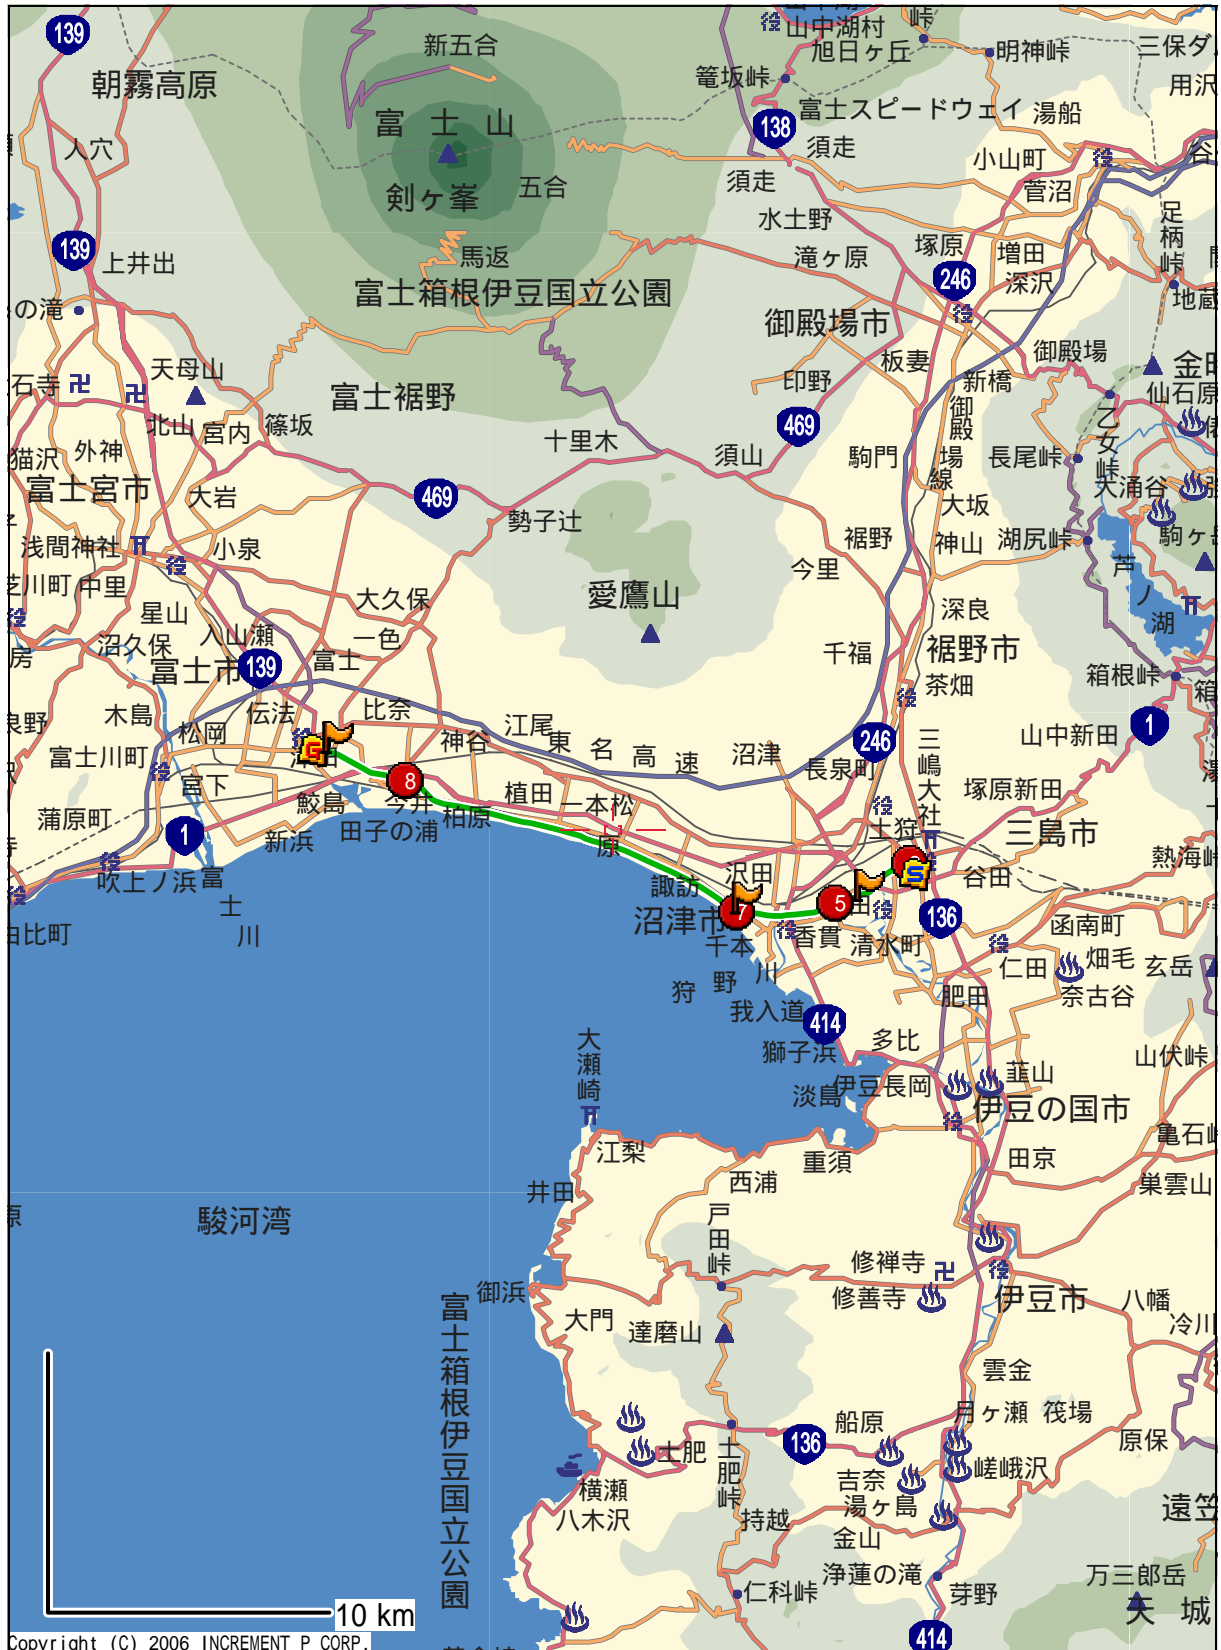 139
朝霧高原
新五合
山中湖村
旭日ヶ丘
峠
明神峠
三保ダ
用沢
籠坂峠
富士スピードウェイ
湯船
138
人穴
富士山
須走
小山町
谷
剣ヶ峯
五合
須走
菅沼
水土野
足柄峠
139
上井出
馬返
滝ヶ原
塚原
増田
246
深沢
の滝
富士箱根伊豆国立公園
地蔵
御殿場市
石寺
天母山
板妻
御殿場
新橋
仙石原
富士裾野
印野
乙女峠
北山
宮内
篠坂
469
御殿場線
十里木
猫沢
外神
須山
駒門
長尾峠
富士宮市
大岩
469
大涌谷
大坂
勢子辻
浅間神社
小泉
裾野
神山
湖尻峠
駒ヶ
今里
芦ノ湖
芝川町
中里
大久保
愛鷹山
星山
深良
沼久保
入山瀬
一色
房
富士市
139
富士
千福
裾野市
茶畑
箱根峠
箱
良野
木島
伝法
比奈
松岡
江尾
1
富士川町
神谷
東名高速
沼津
246
三嶋大社
山中新田
G
長泉町
宮下
8
今井
植田
塚原新田
鮫島
柏原
一本松
蒲原町
田子の浦
土狩
三島市
1
新浜
原
熱海峠
吹上ノ浜
沢田
S
谷田
富士川
諏訪
7
5
田
136
由比町
沼津市
千本
香貫
清水町
函南町
仁田
畑毛
玄岳
狩野川
我入道
肥田
奈古谷
414
獅子浜
多比
大瀬崎
山伏峠
淡島
伊豆長岡
韮山
伊豆の国市
江梨
重須
田京
亀石峠
井田
西浦
巣雲山
駿河湾
戸田峠
修禅寺
御浜
修善寺
伊豆市
八幡
大門
達磨山
冷川
富士箱根伊豆国立公園
雲金
船原
月ヶ瀬
筏場
136
原保
土肥
土肥峠
嵯峨沢
横瀬
吉奈
八木沢
持越
湯ヶ島
遠笠
金山
浄蓮の滝
仁科峠
芽野
万三郎岳
天城
10 km
414
Copyright (C) 2006 INCREMENT P CORP.